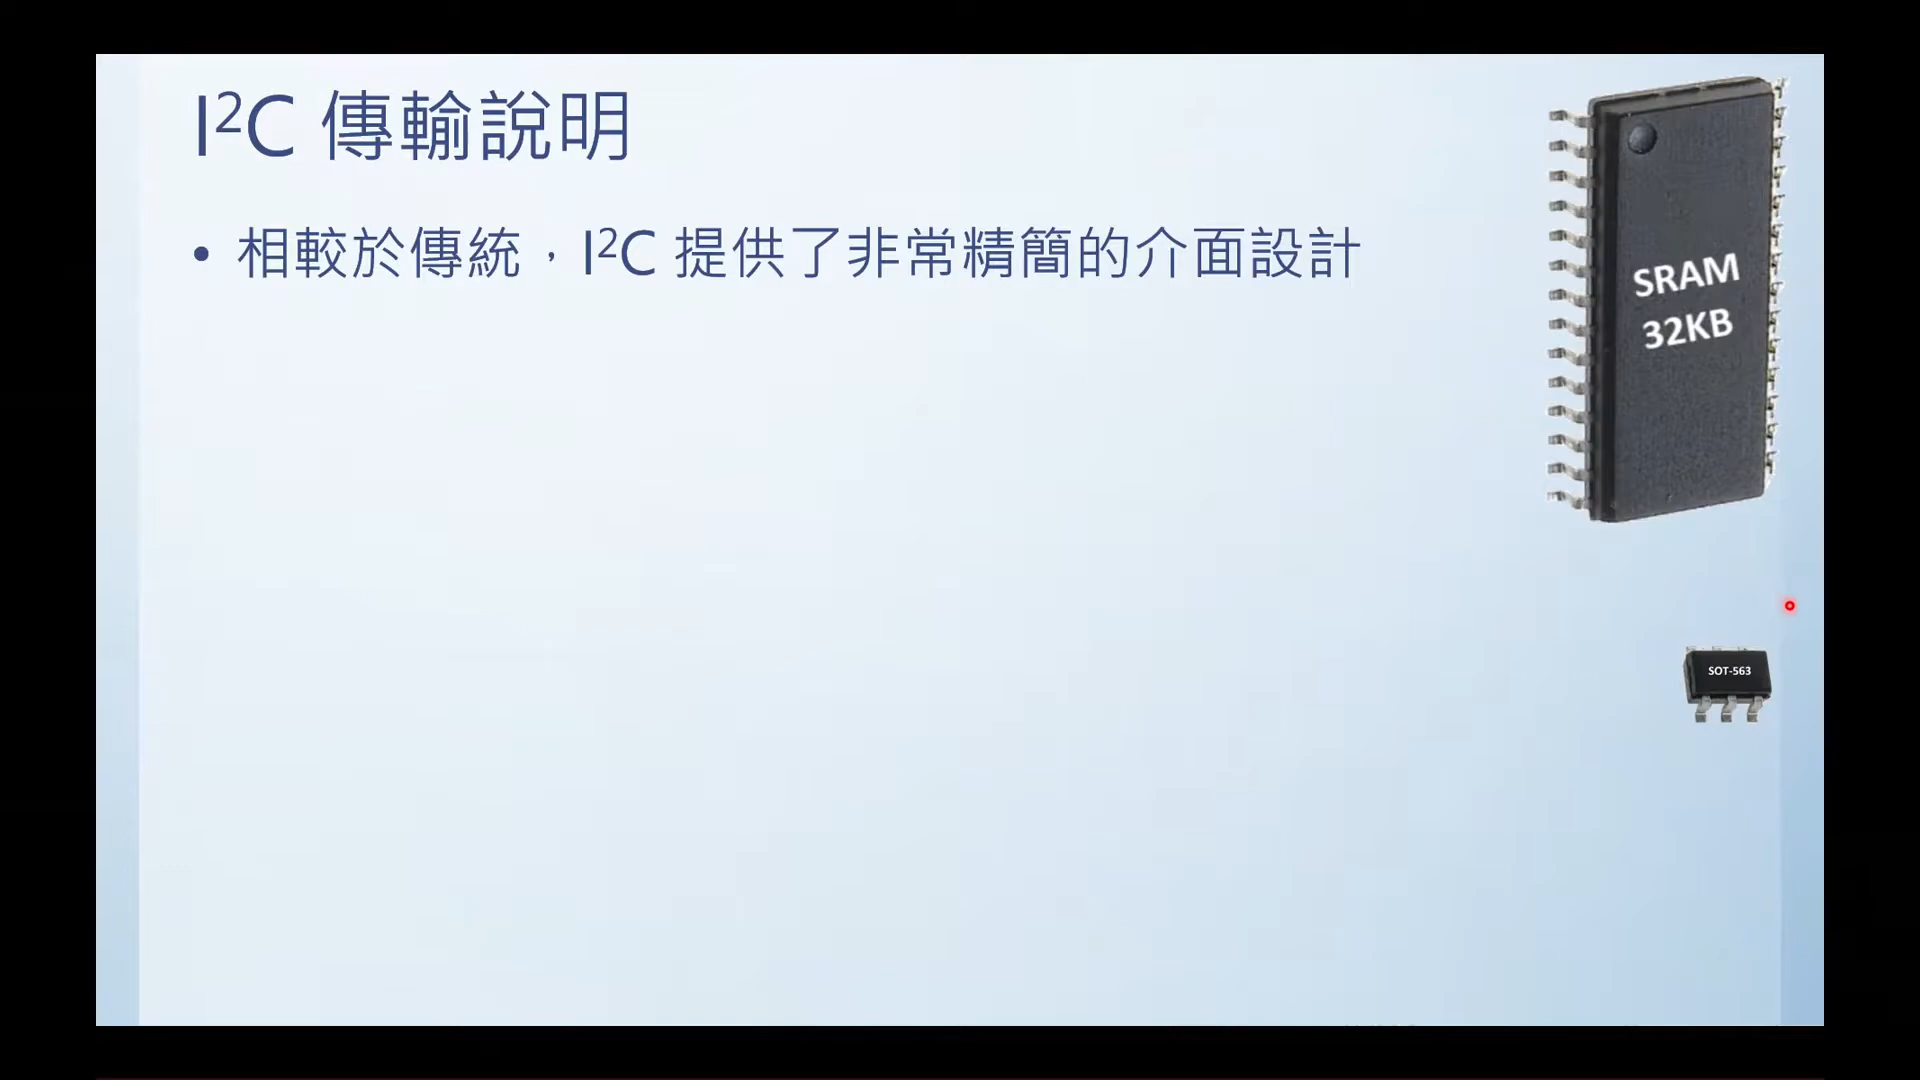 I²C 傳輸說明
• 相較於傳統，I²C 提供了非常精簡的介面設計
SRAM
32KB
SOT-563